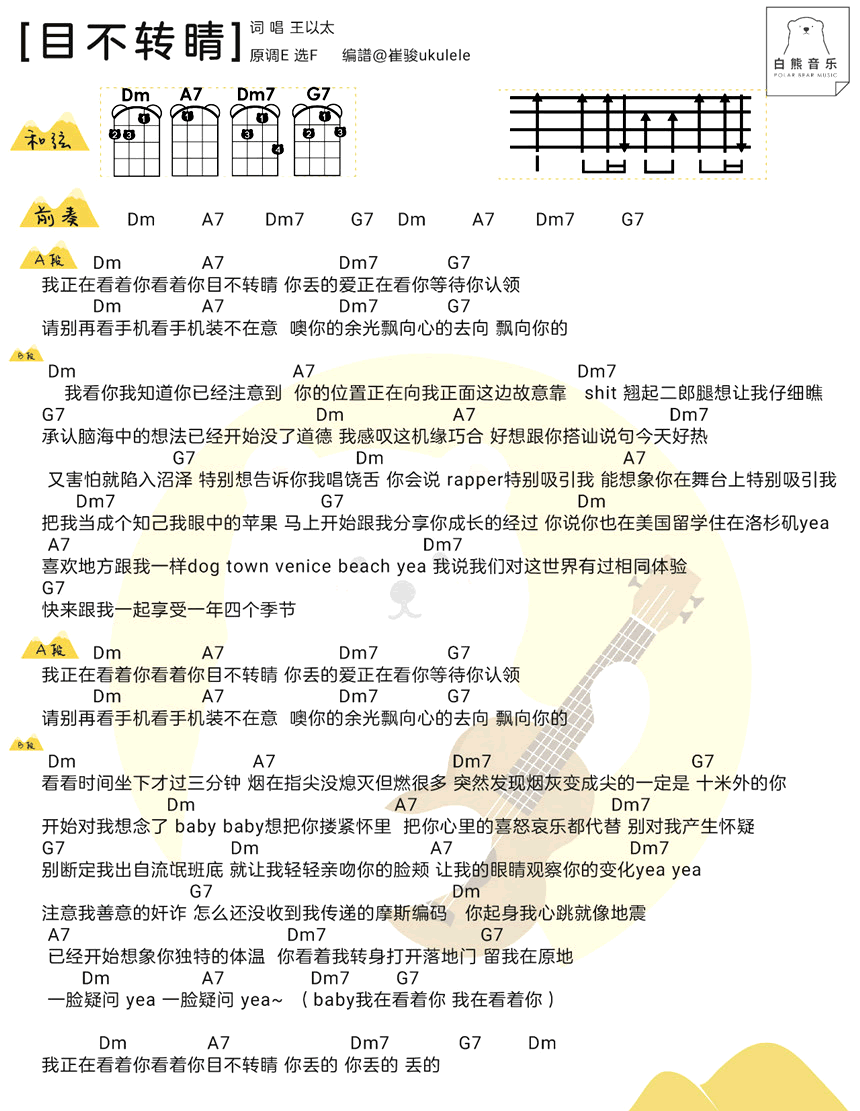 [目不转睛]
词 唱 王以太
原调E 选F 编譜@崔骏ukulele
白熊音乐
POLAR BEAR MUSIC
和弦
Dm A7 Dm7 G7
1 1 1 1
2 3 3 2 3
4
前奏 Dm A7 Dm7 G7 Dm A7 Dm7 G7
A段 Dm A7 Dm7 G7
我正在看着你看着你目不转睛 你丢的爱正在看你等待你认领
Dm A7 Dm7 G7
请别再看手机看手机装不在意 噢你的余光飘向心的去向 飘向你的
B段
Dm A7 Dm7
我看你我知道你已经注意到 你的位置正在向我正面这边故意靠 shit 翘起二郎腿想让我仔细瞧
G7 Dm A7 Dm7
承认脑海中的想法已经开始没了道德 我感叹这机缘巧合 好想跟你搭讪说句今天好热
G7 Dm A7
又害怕就陷入沼泽 特别想告诉你我唱饶舌 你会说 rapper特别吸引我 能想象你在舞台上特别吸引我
Dm7 G7 Dm
把我当成个知己我眼中的苹果 马上开始跟我分享你成长的经过 你说你也在美国留学住在洛杉矶yea
A7 Dm7
喜欢地方跟我一样dog town venice beach yea 我说我们对这世界有过相同体验
G7
快来跟我一起享受一年四个季节
A段 Dm A7 Dm7 G7
我正在看着你看着你目不转睛 你丢的爱正在看你等待你认领
Dm A7 Dm7 G7
请别再看手机看手机装不在意 噢你的余光飘向心的去向 飘向你的
B段
Dm A7 Dm7 G7
看看时间坐下才过三分钟 烟在指尖没熄灭但燃很多 突然发现烟灰变成尖的一定是 十米外的你
Dm A7 Dm7
开始对我想念了 baby baby想把你搂紧怀里 把你心里的喜怒哀乐都代替 别对我产生怀疑
G7 Dm A7 Dm7
别断定我出自流氓班底 就让我轻轻亲吻你的脸颊 让我的眼睛观察你的变化yea yea
G7 Dm
注意我善意的奸诈 怎么还没收到我传递的摩斯编码 你起身我心跳就像地震
A7 Dm7 G7
已经开始想象你独特的体温 你看着我转身打开落地门 留我在原地
Dm A7 Dm7 G7
一脸疑问 yea 一脸疑问 yea~ （baby我在看着你 我在看着你）
Dm A7 Dm7 G7 Dm
我正在看着你看着你目不转睛 你丢的 你丢的 丢的